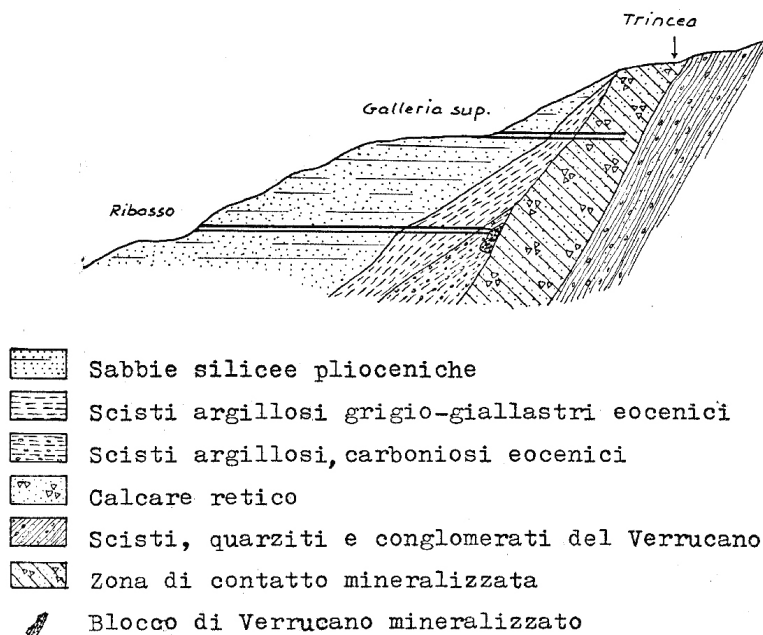 Trincea
Galleria sup.
Ribasso
Sabbie silicee plioceniche
Scisti argillosi grigio-giallastri eocenici
Scisti argillosi, carboniosi eocenici
Calcare retico
Scisti, quarziti e conglomerati del Verrucano
Zona di contatto mineralizzata
Blocco di Verrucano mineralizzato